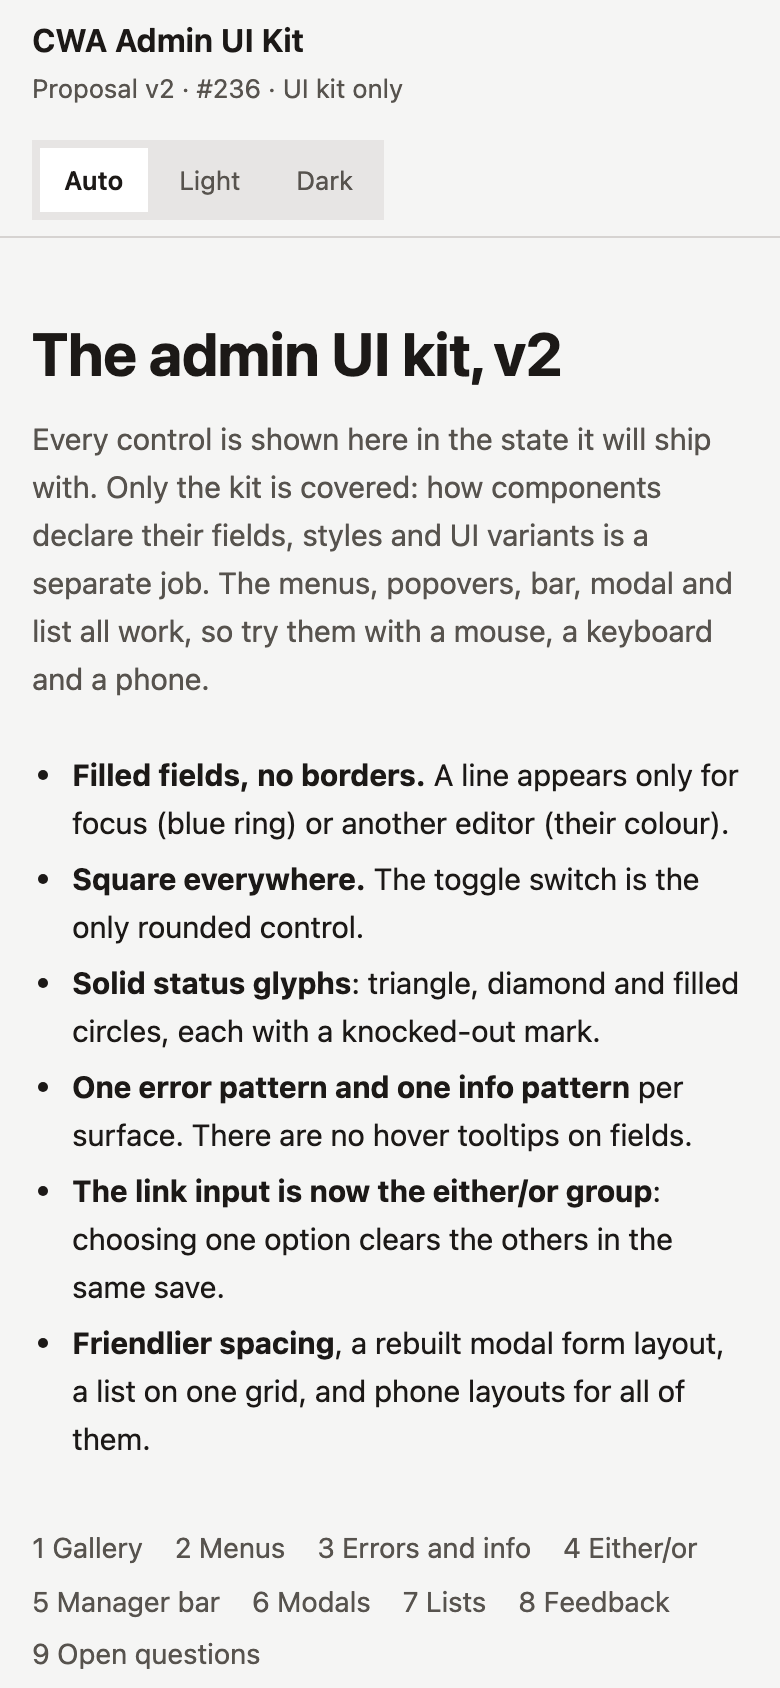 CWA Admin UI Kit
Proposal v2 · #236 · UI kit only
Auto Light Dark
The admin UI kit, v2
Every control is shown here in the state it will ship
with. Only the kit is covered: how components
declare their fields, styles and UI variants is a
separate job. The menus, popovers, bar, modal and
list all work, so try them with a mouse, a keyboard
and a phone.
• Filled fields, no borders. A line appears only for
focus (blue ring) or another editor (their colour).
• Square everywhere. The toggle switch is the
only rounded control.
• Solid status glyphs: triangle, diamond and filled
circles, each with a knocked-out mark.
• One error pattern and one info pattern per
surface. There are no hover tooltips on fields.
• The link input is now the either/or group:
choosing one option clears the others in the
same save.
• Friendlier spacing, a rebuilt modal form layout,
a list on one grid, and phone layouts for all of
them.
1 Gallery 2 Menus 3 Errors and info 4 Either/or
5 Manager bar 6 Modals 7 Lists 8 Feedback
9 Open questions